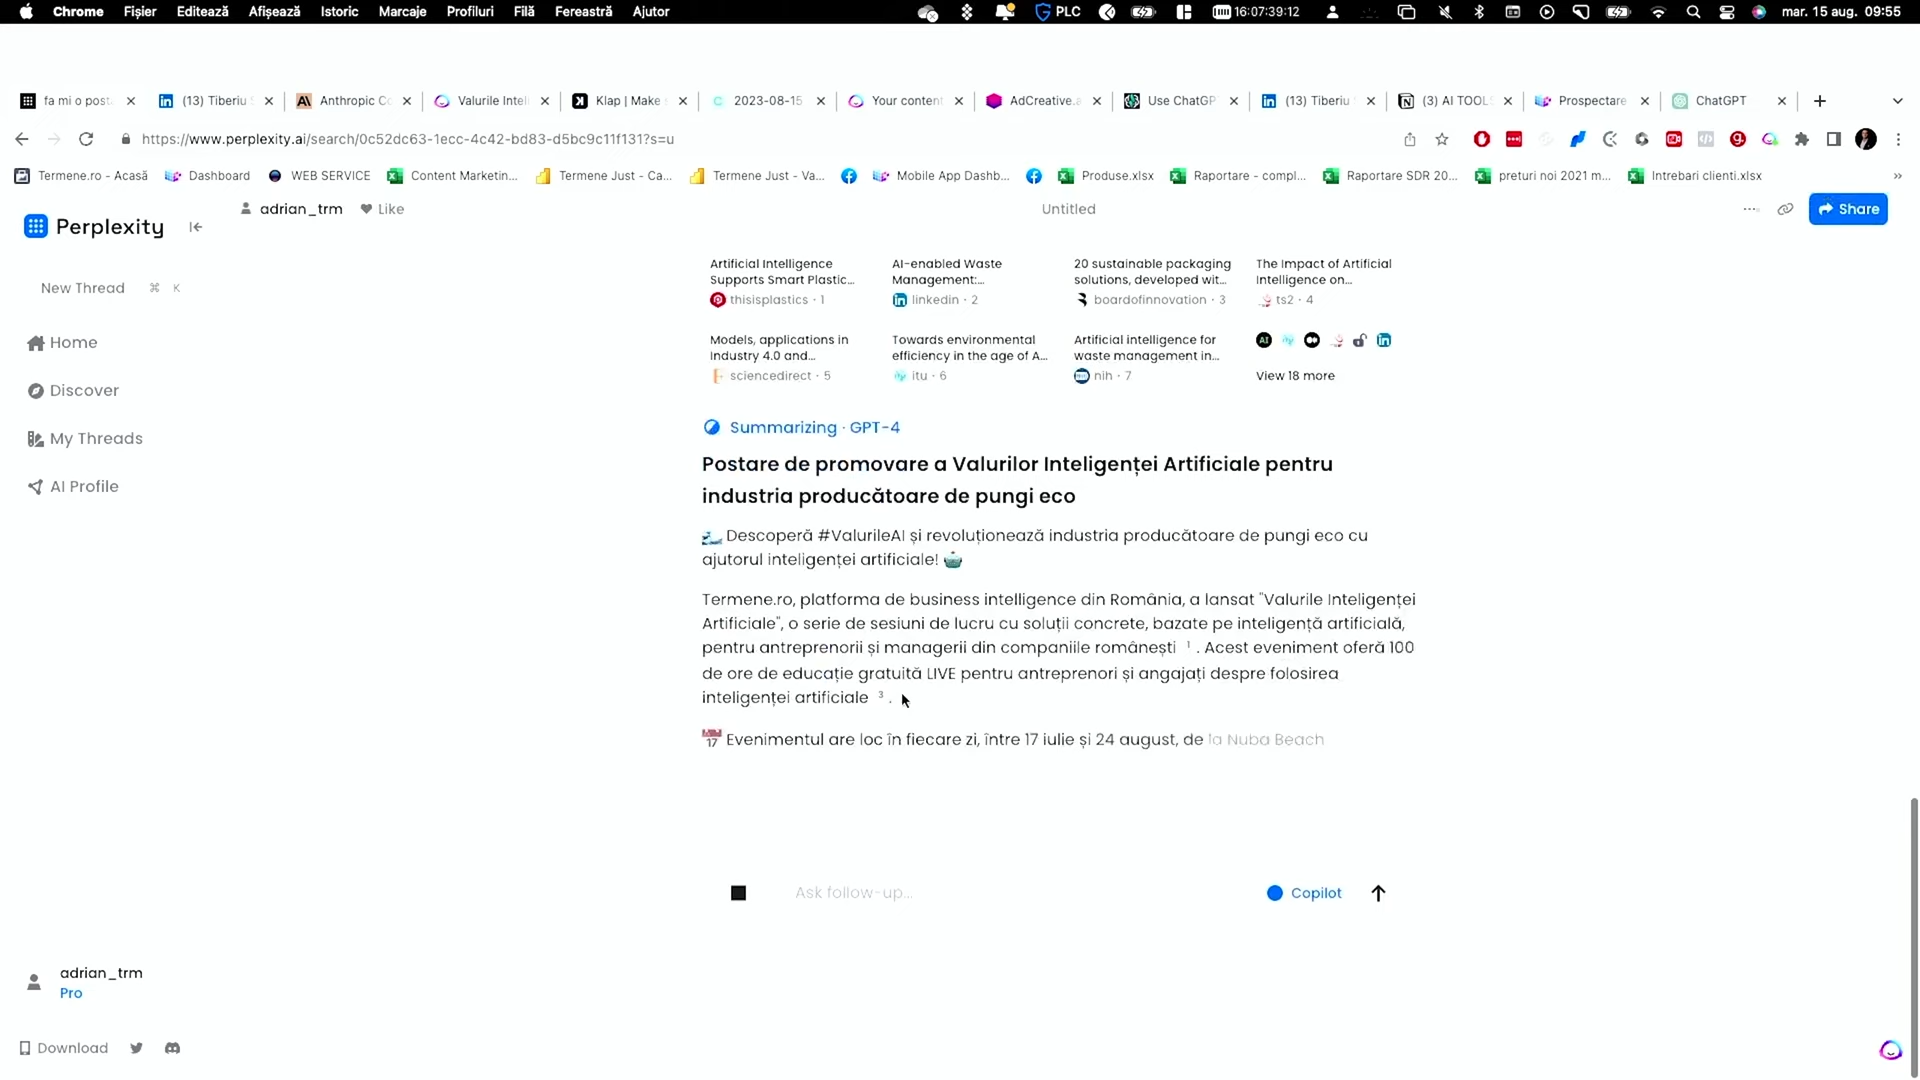 Chrome Fișier Editează Afișează Istoric Marcaje Profiluri Filă Fereastră Ajutor PLC 16:07:39:12 mar. 15 aug. 09:55
fa mi o posta (13) Tiberiu Anthropic Co Valurile Inteli Klap | Make 2023-08-15 Your content AdCreative.a Use ChatGP (13) Tiberiu (3) AI TOOLS Prospectare ChatGPT
https://www.perplexity.ai/search/0c52dc63-1ecc-4c42-bd83-d5bc9c11f131?s=u
Termene.ro - Acasă Dashboard WEB SERVICE Content Marketin... Termene Just - Ca... Termene Just - Va... Mobile App Dashb... Produse.xlsx Raportare - compl... Raportare SDR 20... preturi noi 2021 m... Intrebari clienti.xlsx »
Perplexity
adrian_trm Like Untitled Share
New Thread ⌘ K
Home
Discover
My Threads
AI Profile
Artificial Intelligence Supports Smart Plastic...
thisisplastics · 1
AI-enabled Waste Management:...
linkedin · 2
20 sustainable packaging solutions, developed wit...
boardofinnovation · 3
The Impact of Artificial Intelligence on...
ts2 · 4
Models, applications in Industry 4.0 and...
sciencedirect · 5
Towards environmental efficiency in the age of A...
itu · 6
Artificial intelligence for waste management in...
nih · 7
View 18 more
Summarizing · GPT-4
Postare de promovare a Valurilor Inteligenței Artificiale pentru
industria producătoare de pungi eco
🌊 Descoperă #ValurileAI și revoluționează industria producătoare de pungi eco cu
ajutorul inteligenței artificiale! 🤖
Termene.ro, platforma de business intelligence din România, a lansat "Valurile Inteligenței
Artificiale", o serie de sesiuni de lucru cu soluții concrete, bazate pe inteligență artificială,
pentru antreprenorii și managerii din companiile românești 1 . Acest eveniment oferă 100
de ore de educație gratuită LIVE pentru antreprenori și angajați despre folosirea
inteligenței artificiale 3 .
📅 Evenimentul are loc în fiecare zi, între 17 iulie și 24 august, de la Nuba Beach
Ask follow-up... Copilot
adrian_trm
Pro
Download